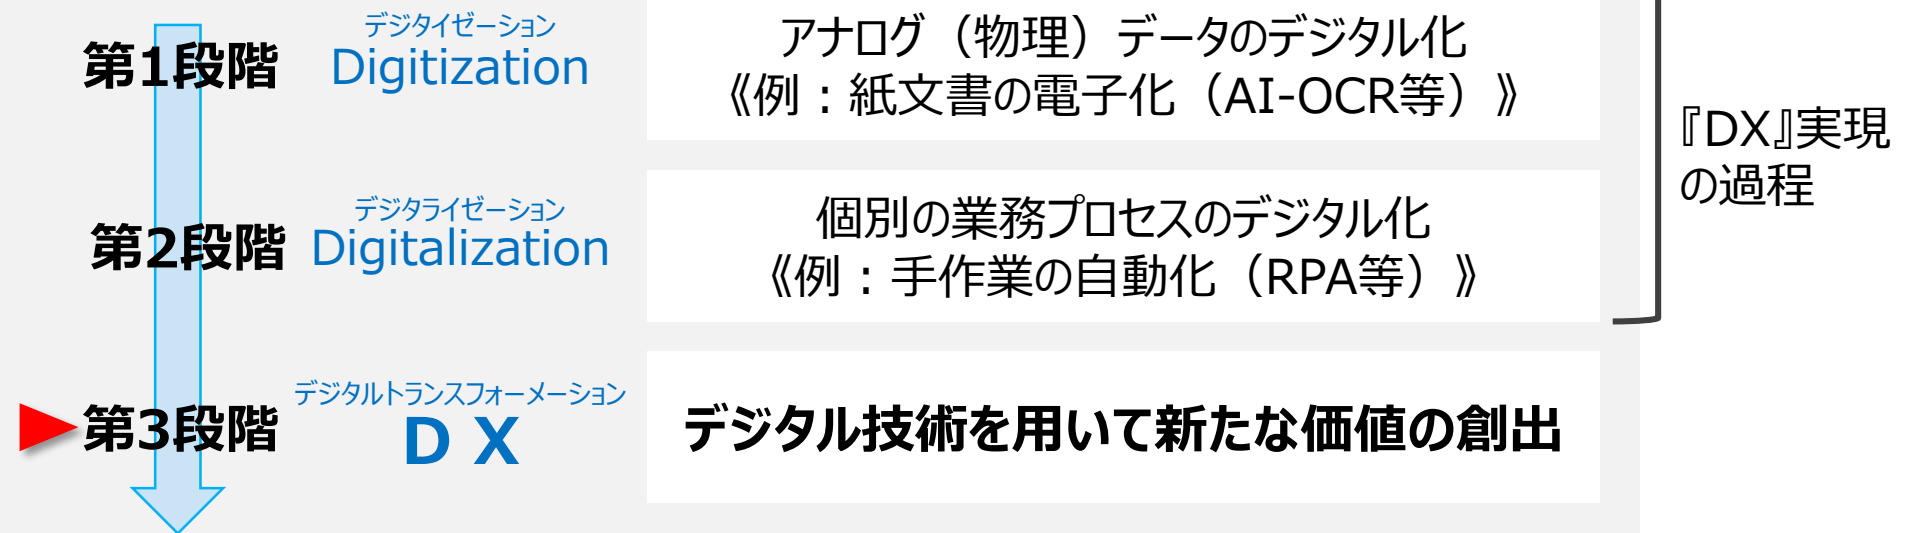 第1段階
デジタイゼーション
Digitization
アナログ（物理）データのデジタル化
《例：紙文書の電子化（AI-OCR等）》
『DX』実現
の過程
第2段階
デジタライゼーション
Digitalization
個別の業務プロセスのデジタル化
《例：手作業の自動化（RPA等）》
第3段階
デジタルトランスフォーメーション
D X
デジタル技術を用いて新たな価値の創出